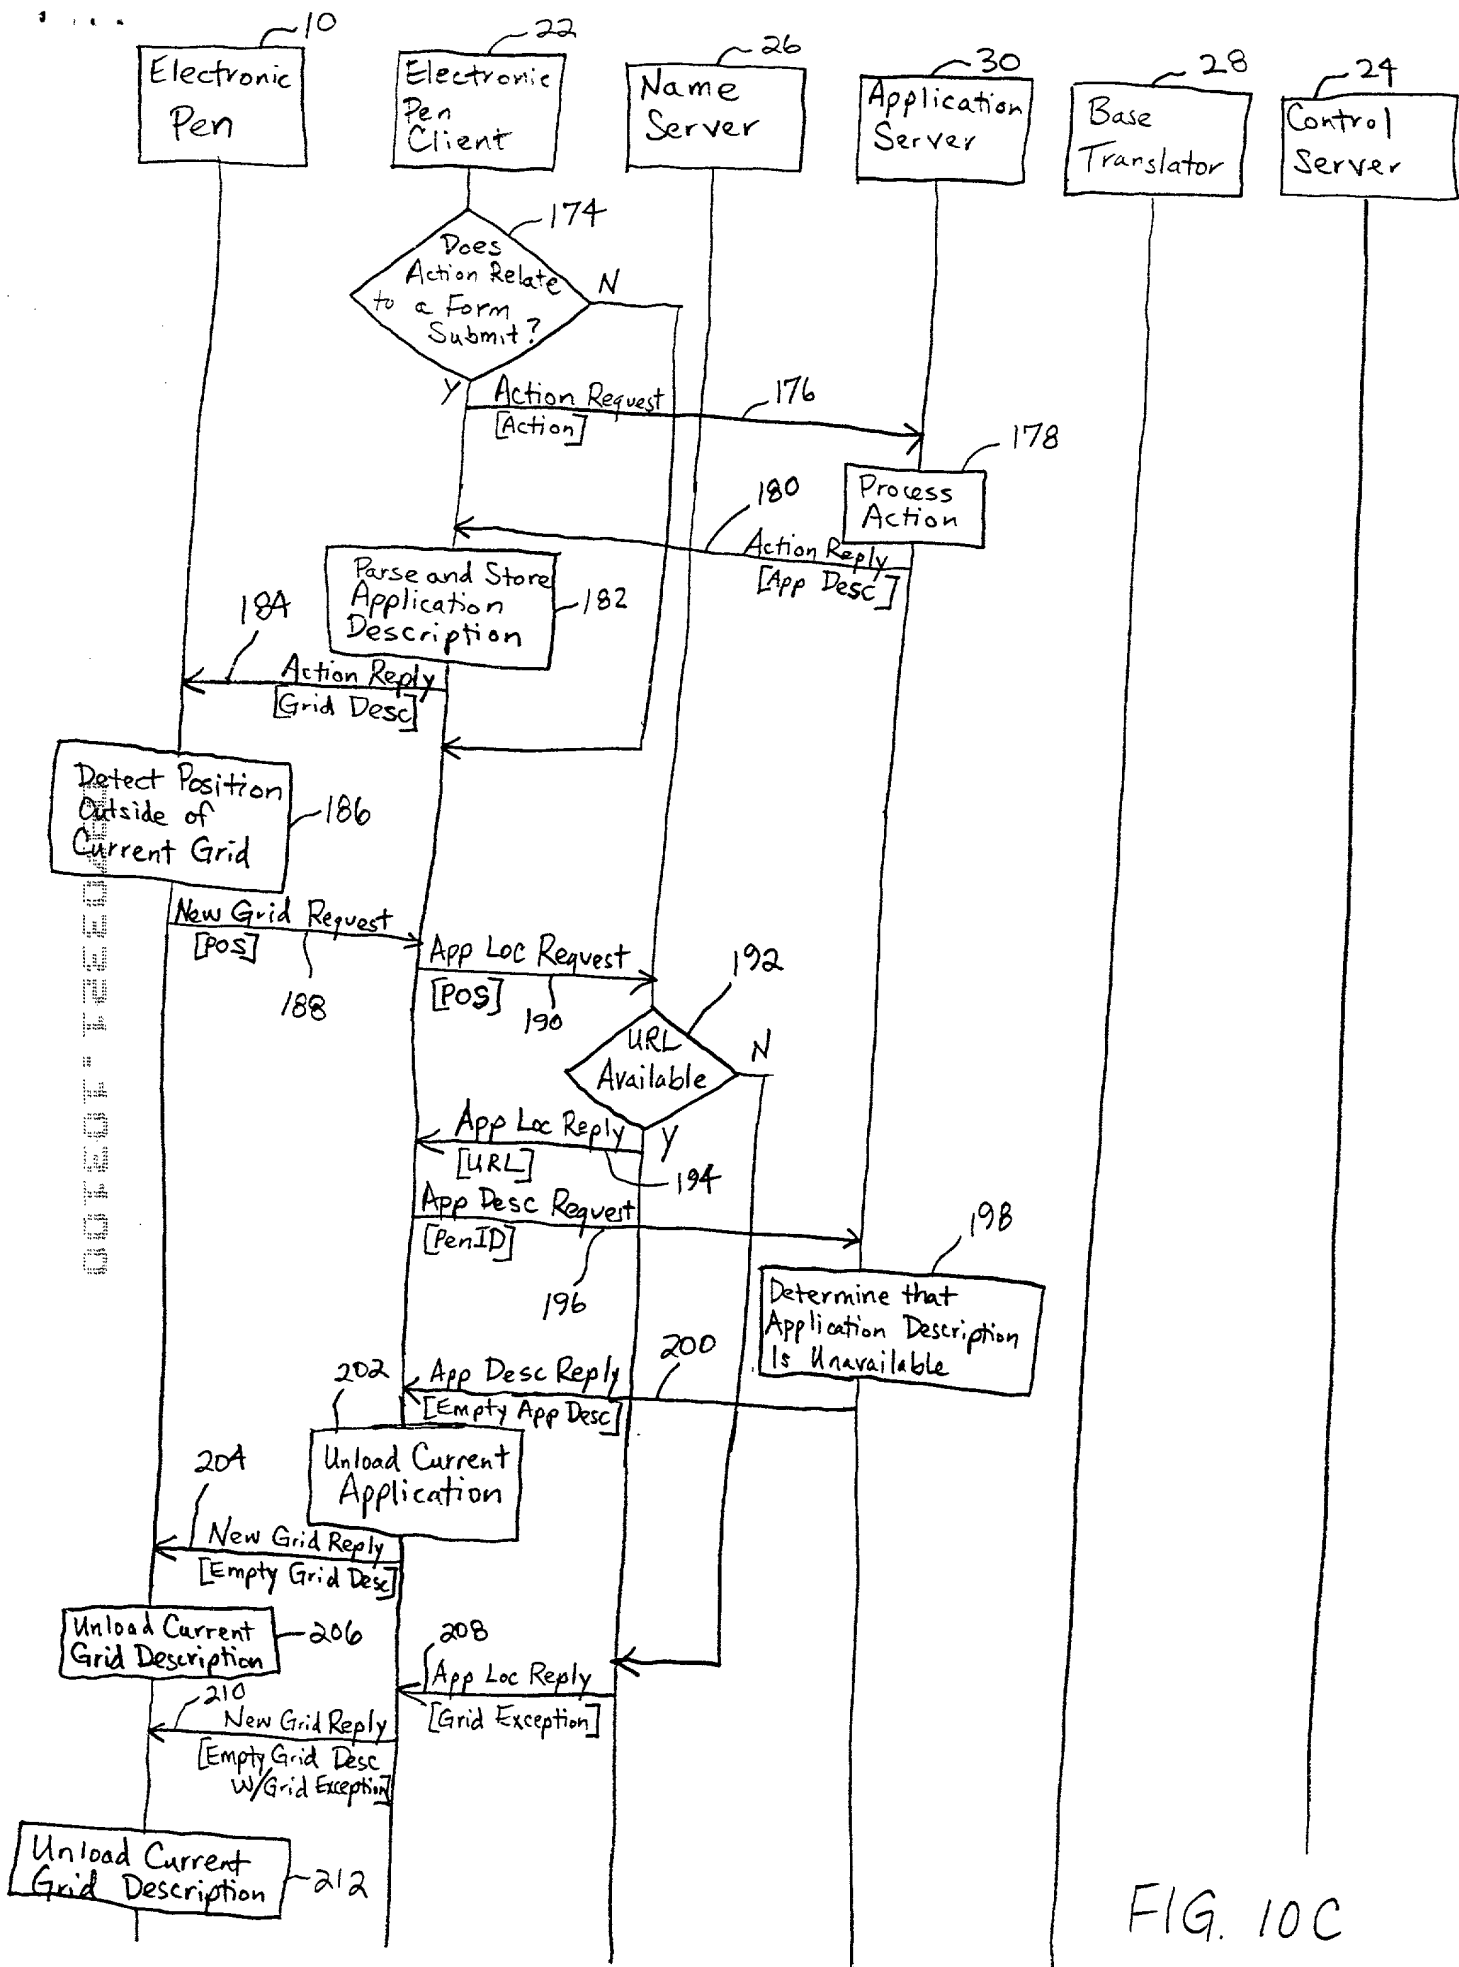 10
22
26
30
28
24
Electronic
Pen
Electronic
Pen
Client
Name
Server
Application
Server
Base
Translator
Control
Server
174
Does
Action Relate
to a Form
Submit?
N
Y
Action Request
[Action]
176
178
Process
Action
180
Action Reply
[App Desc]
Parse and Store
Application
Description
182
184
Action Reply
[Grid Desc]
Detect Position
Outside of
Current Grid
186
New Grid Request
[POS]
188
App Loc Request
[POS]
190
192
URL
Available
N
Y
App Loc Reply
[URL]
194
App Desc Request
[PenID]
196
198
Determine that
Application Description
Is Unavailable
200
App Desc Reply
[Empty App Desc]
202
Unload Current
Application
204
New Grid Reply
[Empty Grid Desc]
Unload Current
Grid Description
206
208
App Loc Reply
[Grid Exception]
210
New Grid Reply
[Empty Grid Desc
W/Grid Exception]
Unload Current
Grid Description
212
FIG. 10C